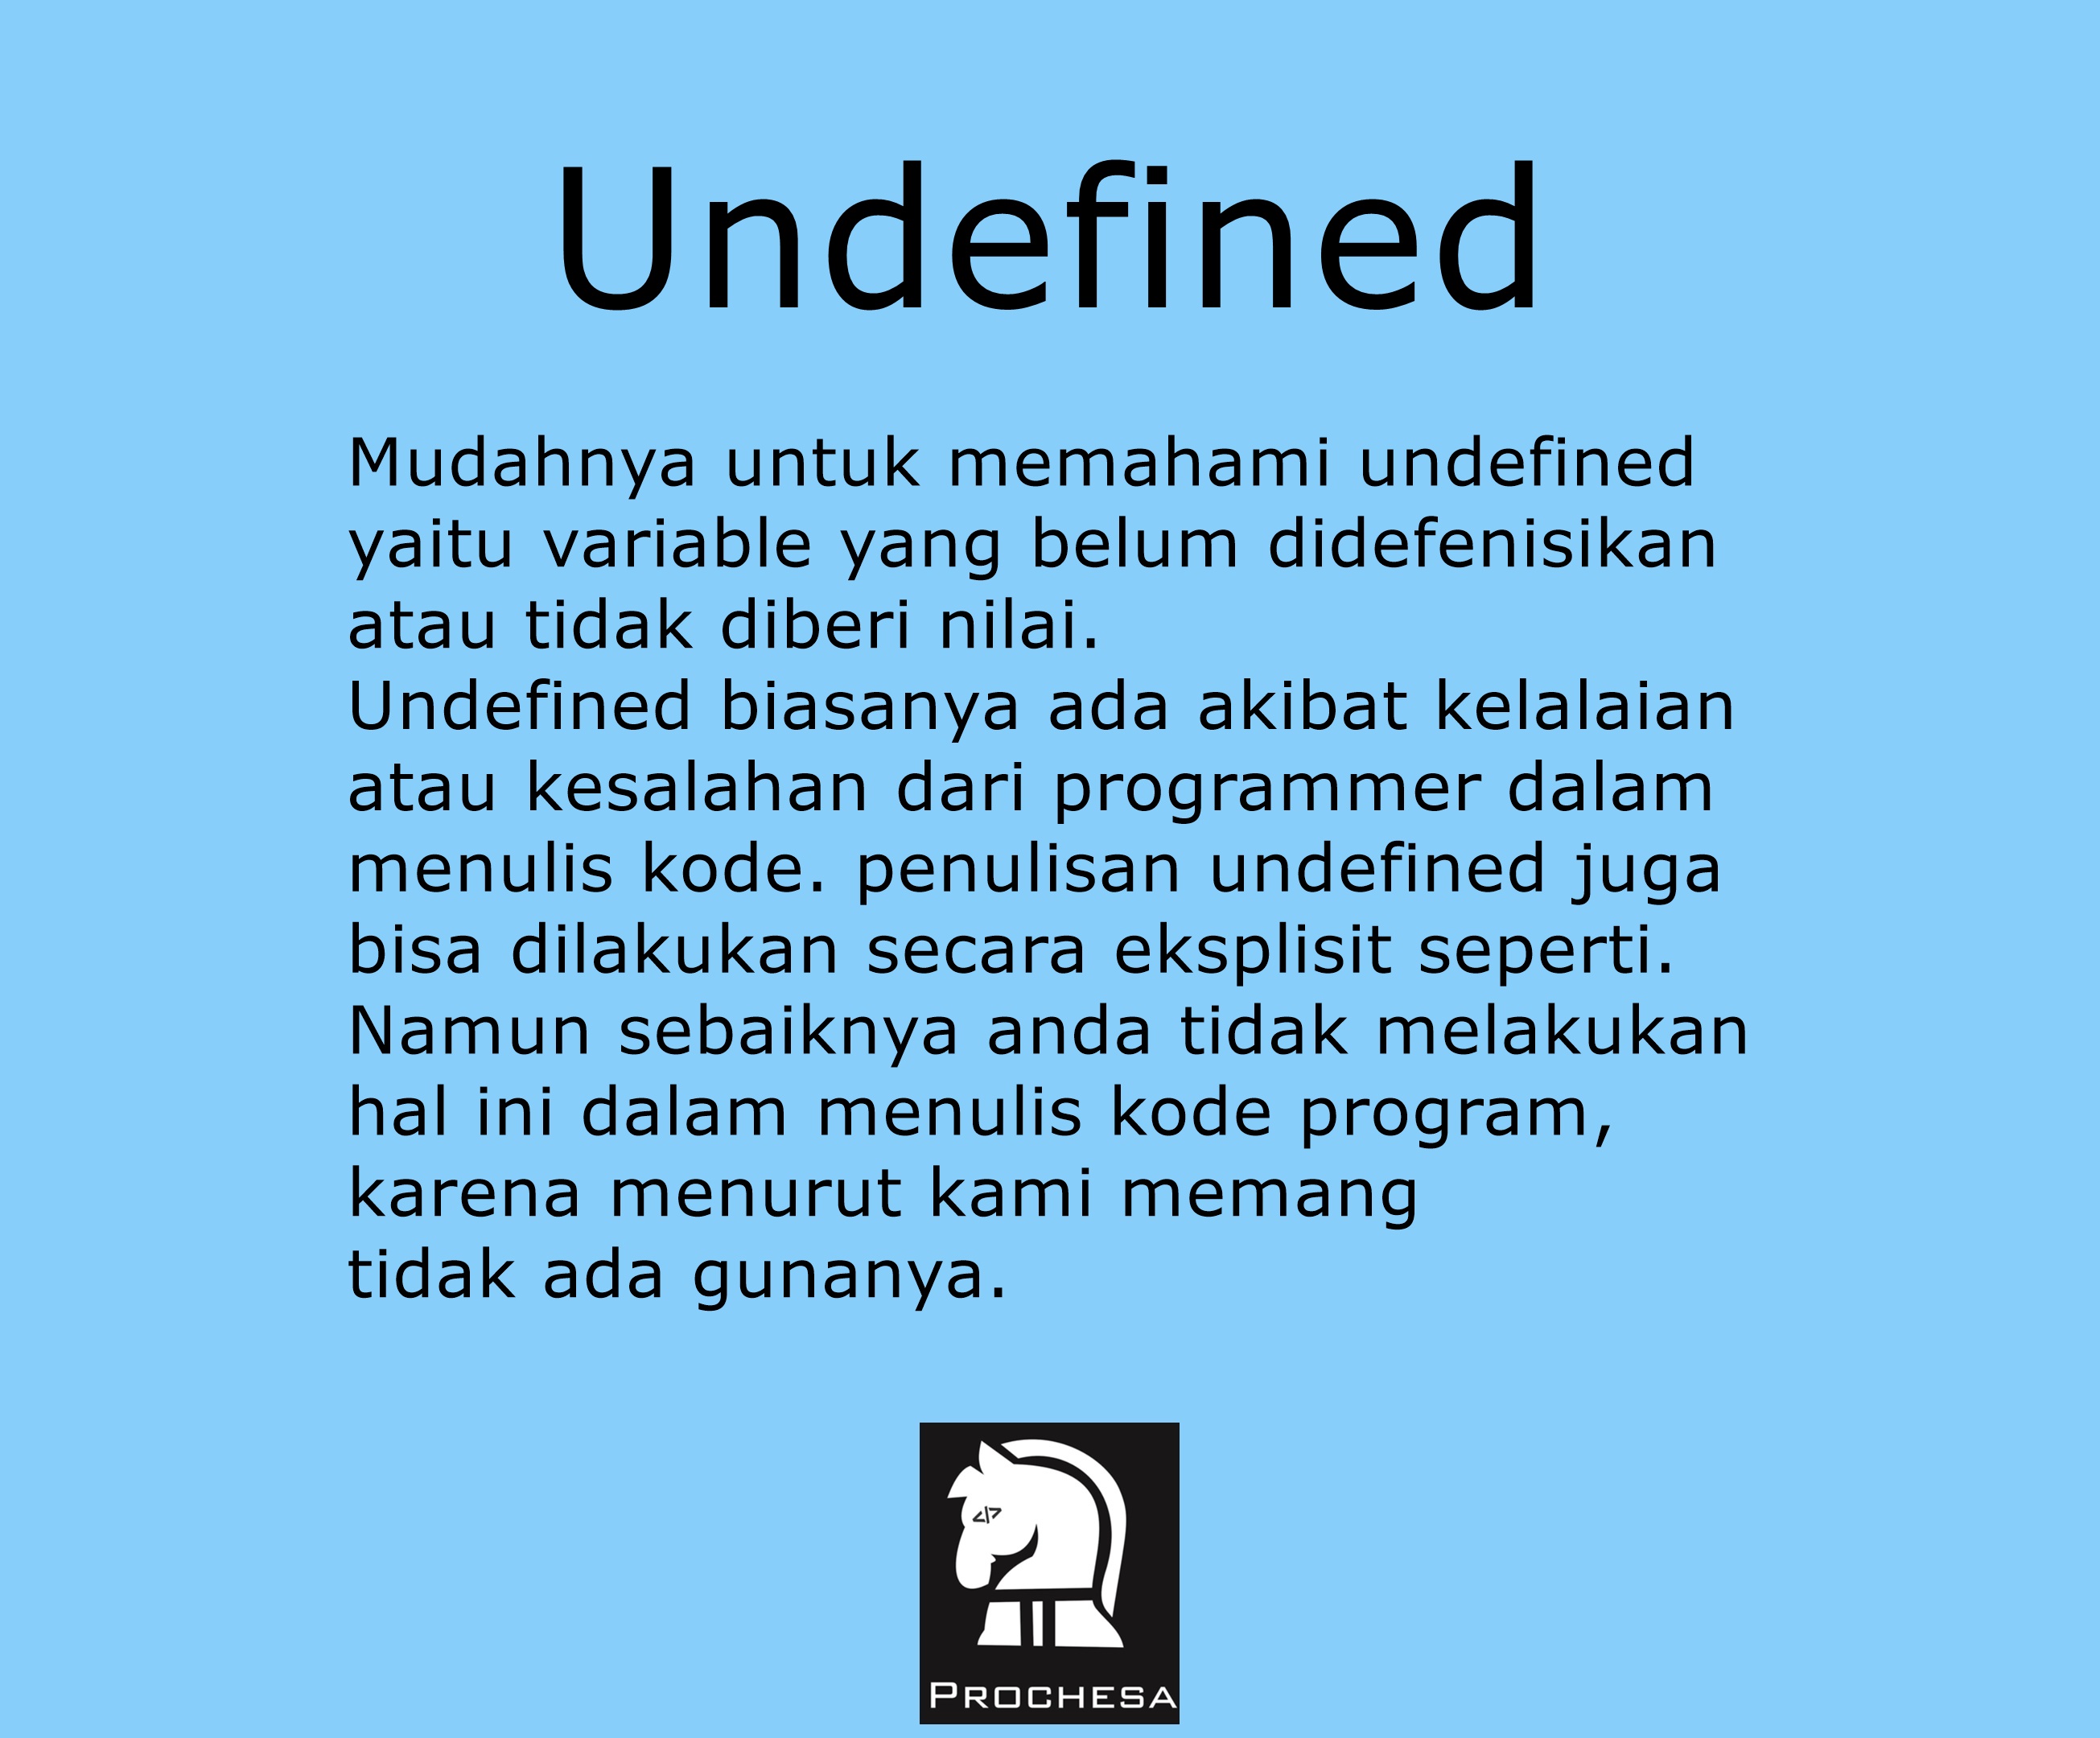 Undefined
Mudahnya untuk memahami undefined
yaitu variable yang belum didefenisikan
atau tidak diberi nilai.
Undefined biasanya ada akibat kelalaian
atau kesalahan dari programmer dalam
menulis kode. penulisan undefined juga
bisa dilakukan secara eksplisit seperti.
Namun sebaiknya anda tidak melakukan
hal ini dalam menulis kode program,
karena menurut kami memang
tidak ada gunanya.
</>
PROCHESA